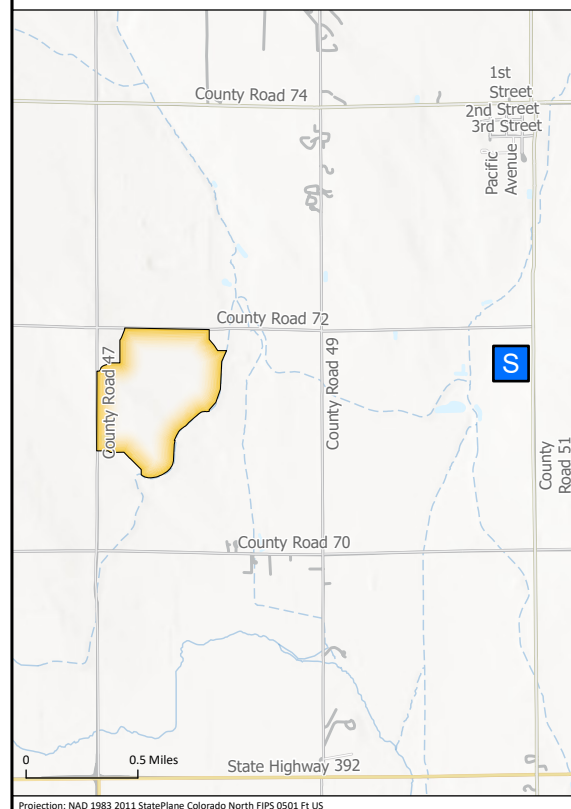 1st
Street
County Road 74
2nd Street
3rd Street
Pacific
Avenue
County Road 72
County Road 47
County Road 49
S
County
Road 51
County Road 70
0
0.5 Miles
State Highway 392
Projection: NAD 1983 2011 StatePlane Colorado North FIPS 0501 Ft US